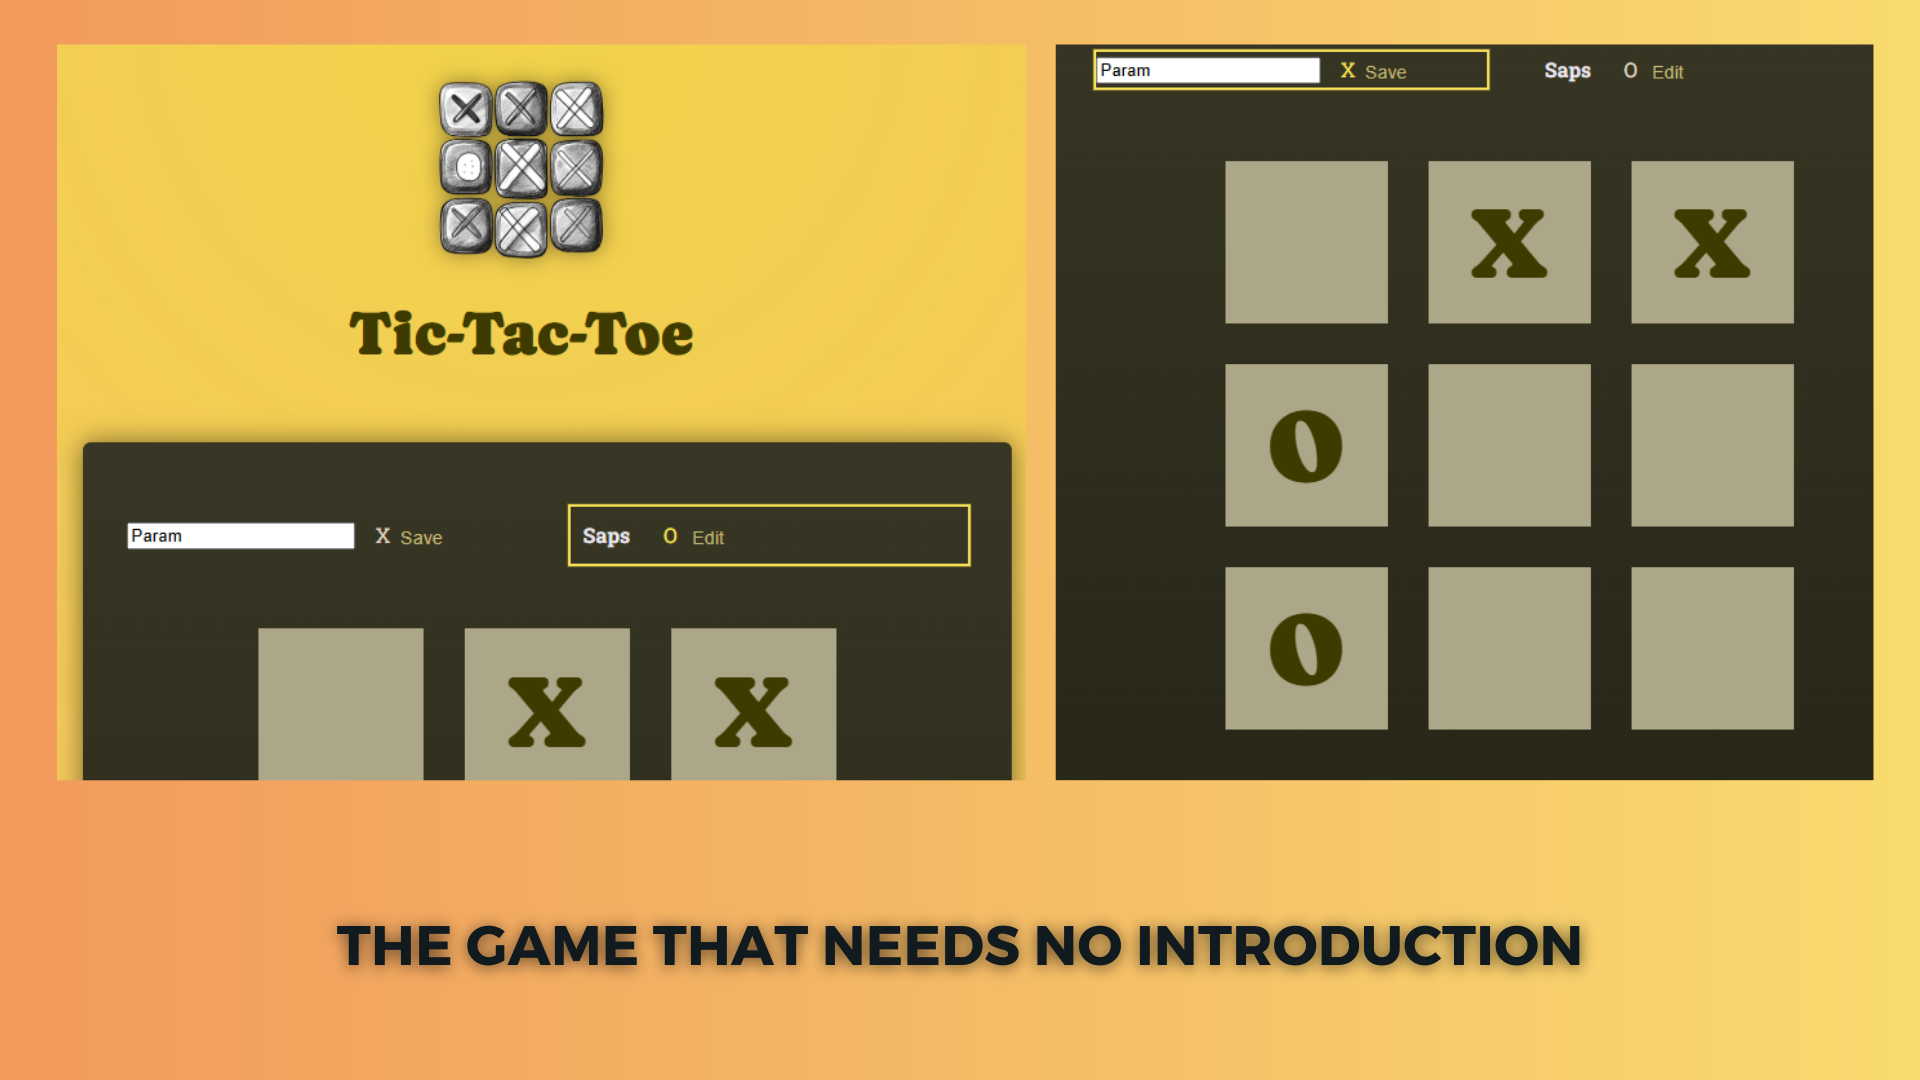 Tic-Tac-Toe
Param X Save Saps O Edit
X X
Param X Save Saps O Edit
X X
O
O
THE GAME THAT NEEDS NO INTRODUCTION